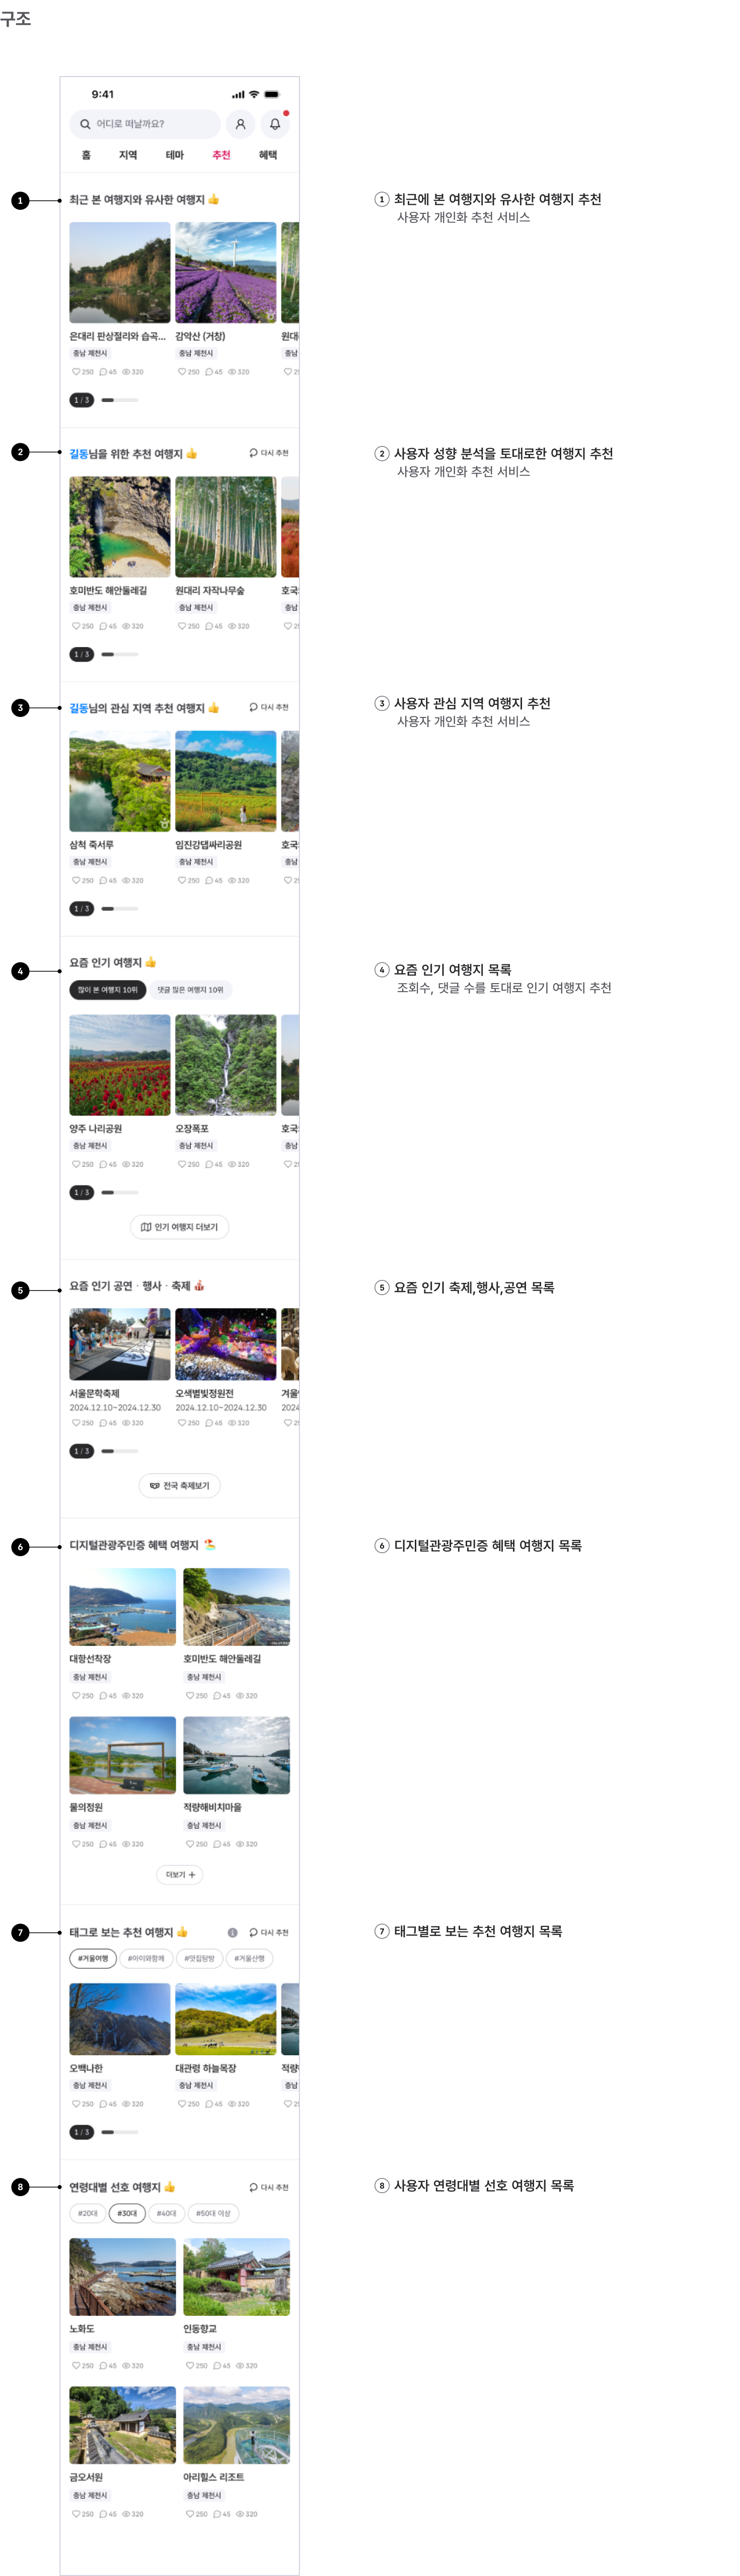 구조
9:41
어디로 떠날까요?
홈 지역 테마 추천 혜택
1
최근 본 여행지와 유사한 여행지
은대리 판상절리와 습곡... 감악산 (거창) 원대
충남 제천시 충남 제천시 충남
250 45 320 250 45 320
1 / 3
① 최근에 본 여행지와 유사한 여행지 추천
사용자 개인화 추천 서비스
2
길동님을 위한 추천 여행지 다시 추천
호미반도 해안둘레길 원대리 자작나무숲 호국
충남 제천시 충남 제천시 충남
250 45 320 250 45 320
1 / 3
② 사용자 성향 분석을 토대로한 여행지 추천
사용자 개인화 추천 서비스
3
길동님의 관심 지역 추천 여행지 다시 추천
삼척 죽서루 임진강댑싸리공원 호국
충남 제천시 충남 제천시 충남
250 45 320 250 45 320
1 / 3
③ 사용자 관심 지역 여행지 추천
사용자 개인화 추천 서비스
4
요즘 인기 여행지
많이 본 여행지 10위 댓글 많은 여행지 10위
양주 나리공원 오장폭포 호국
충남 제천시 충남 제천시 충남
250 45 320 250 45 320
1 / 3
인기 여행지 더보기
④ 요즘 인기 여행지 목록
조회수, 댓글 수를 토대로 인기 여행지 추천
5
요즘 인기 공연 · 행사 · 축제
서울문학축제 오색별빛정원전 겨울
2024.12.10~2024.12.30 2024.12.10~2024.12.30 2024
250 45 320 250 45 320
1 / 3
전국 축제보기
⑤ 요즘 인기 축제,행사,공연 목록
6
디지털관광주민증 혜택 여행지
대항선착장 호미반도 해안둘레길
충남 제천시 충남 제천시
250 45 320 250 45 320
물의정원 적량해비치마을
충남 제천시 충남 제천시
250 45 320 250 45 320
더보기 +
⑥ 디지털관광주민증 혜택 여행지 목록
7
태그로 보는 추천 여행지 다시 추천
#겨울여행 #아이와함께 #맛집탐방 #겨울산행
오백나한 대관령 하늘목장 적량
충남 제천시 충남 제천시 충남
250 45 320 250 45 320
1 / 3
⑦ 태그별로 보는 추천 여행지 목록
8
연령대별 선호 여행지 다시 추천
#20대 #30대 #40대 #50대 이상
노화도 인동향교
충남 제천시 충남 제천시
250 45 320 250 45 320
금오서원 아리힐스 리조트
충남 제천시 충남 제천시
250 45 320 250 45 320
⑧ 사용자 연령대별 선호 여행지 목록